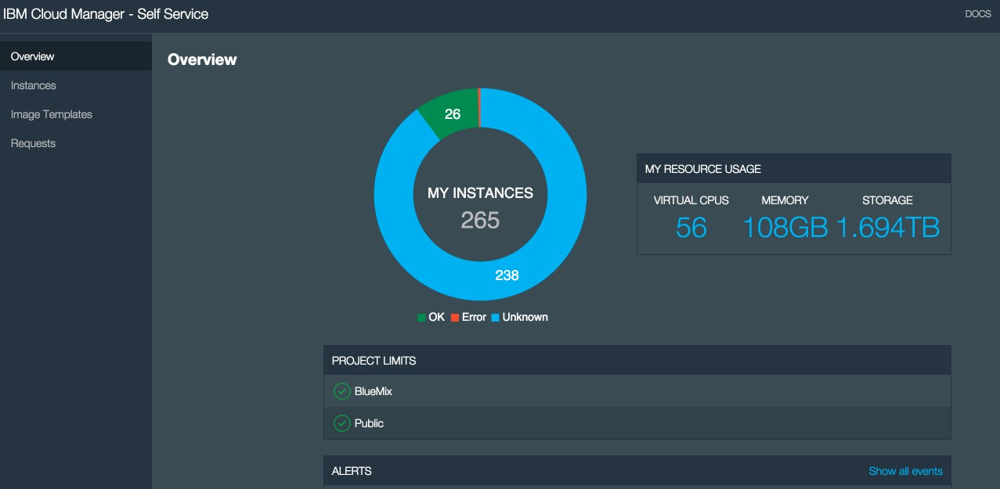 IBM Cloud Manager - Self Service
DOCS
Overview
Instances
Image Templates
Requests
Overview
26
MY INSTANCES
265
238
OK Error Unknown
MY RESOURCE USAGE
VIRTUAL CPUS MEMORY STORAGE
56 108GB 1.694TB
PROJECT LIMITS
BlueMix
Public
ALERTS
Show all events